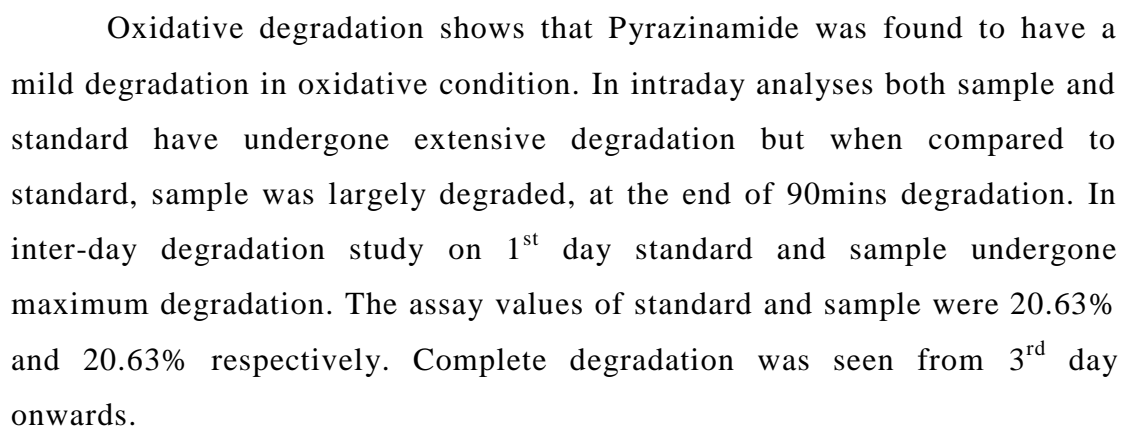 Oxidative degradation shows that Pyrazinamide was found to have a
mild degradation in oxidative condition. In intraday analyses both sample and
standard have undergone extensive degradation but when compared to
standard, sample was largely degraded, at the end of 90mins degradation. In
inter-day degradation study on 1st day standard and sample undergone
maximum degradation. The assay values of standard and sample were 20.63%
and 20.63% respectively. Complete degradation was seen from 3rd day
onwards.